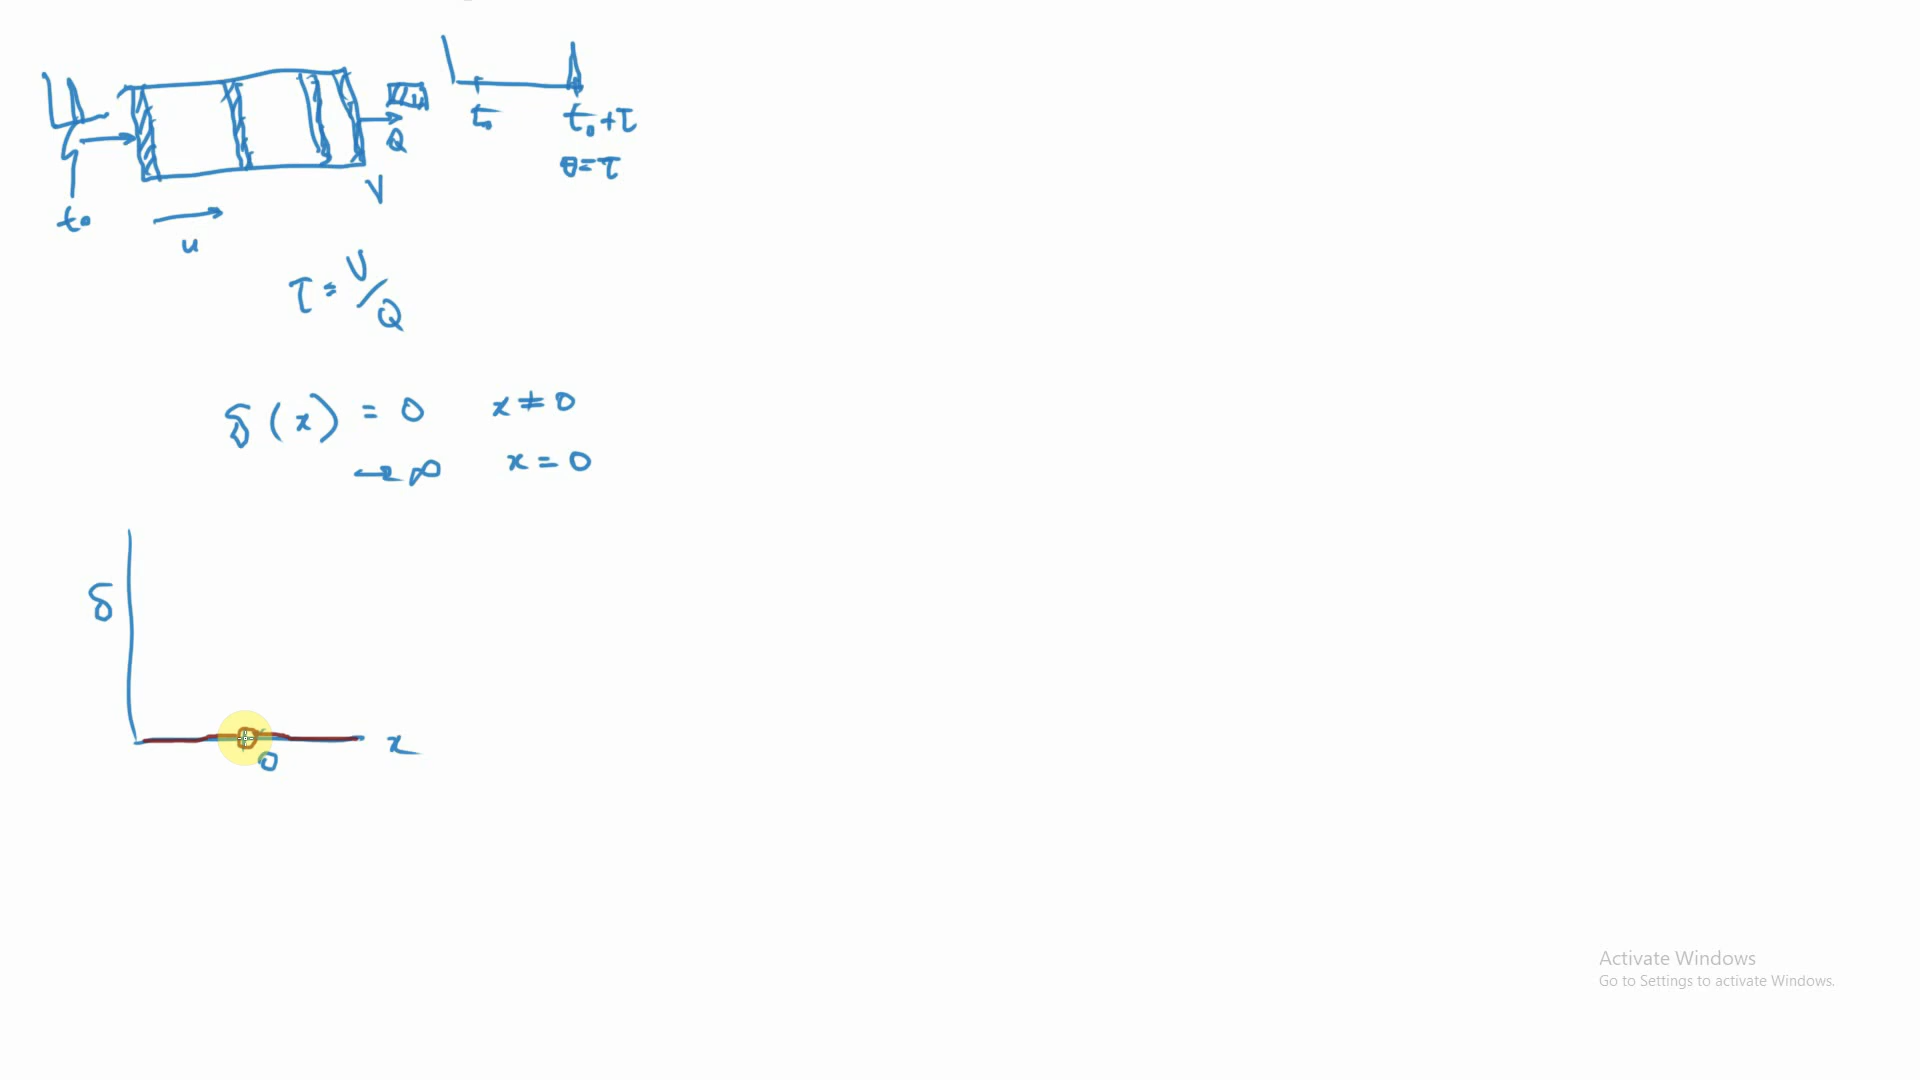 t₀
u
Q
V
t₀
t₀+τ
θ=τ
τ = V/Q
δ(x) = 0 x ≠ 0
→ ∞ x = 0
δ
0
x
Activate Windows
Go to Settings to activate Windows.